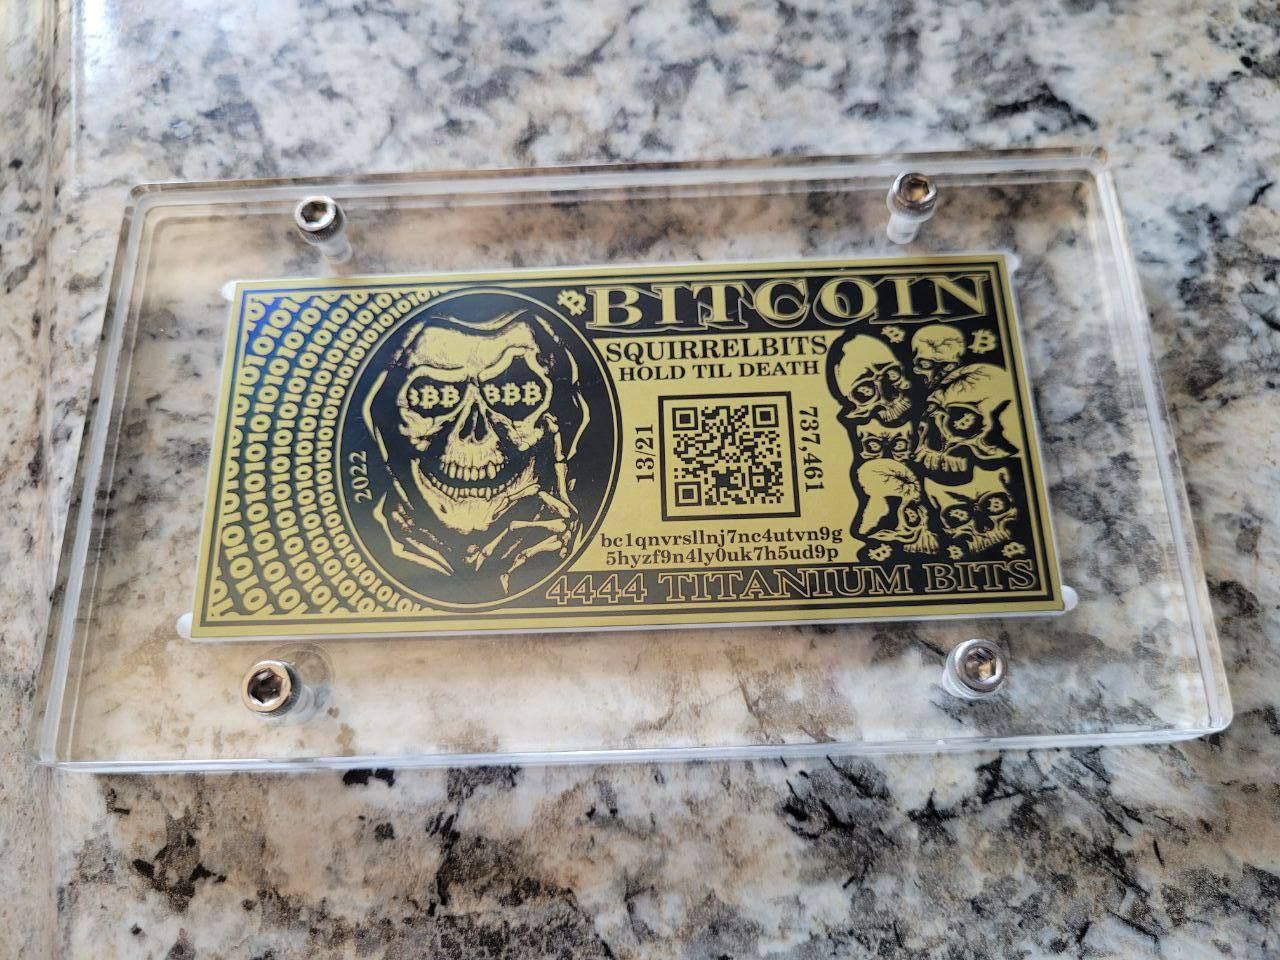 ₿ BITCOIN
SQUIRRELBITS
HOLD TIL DEATH
13/21
737,461
2022
bc1qnvrsllnj7nc4utvn9g
5hyzf9n4ly0uk7h5ud9p
4444 TITANIUM BITS